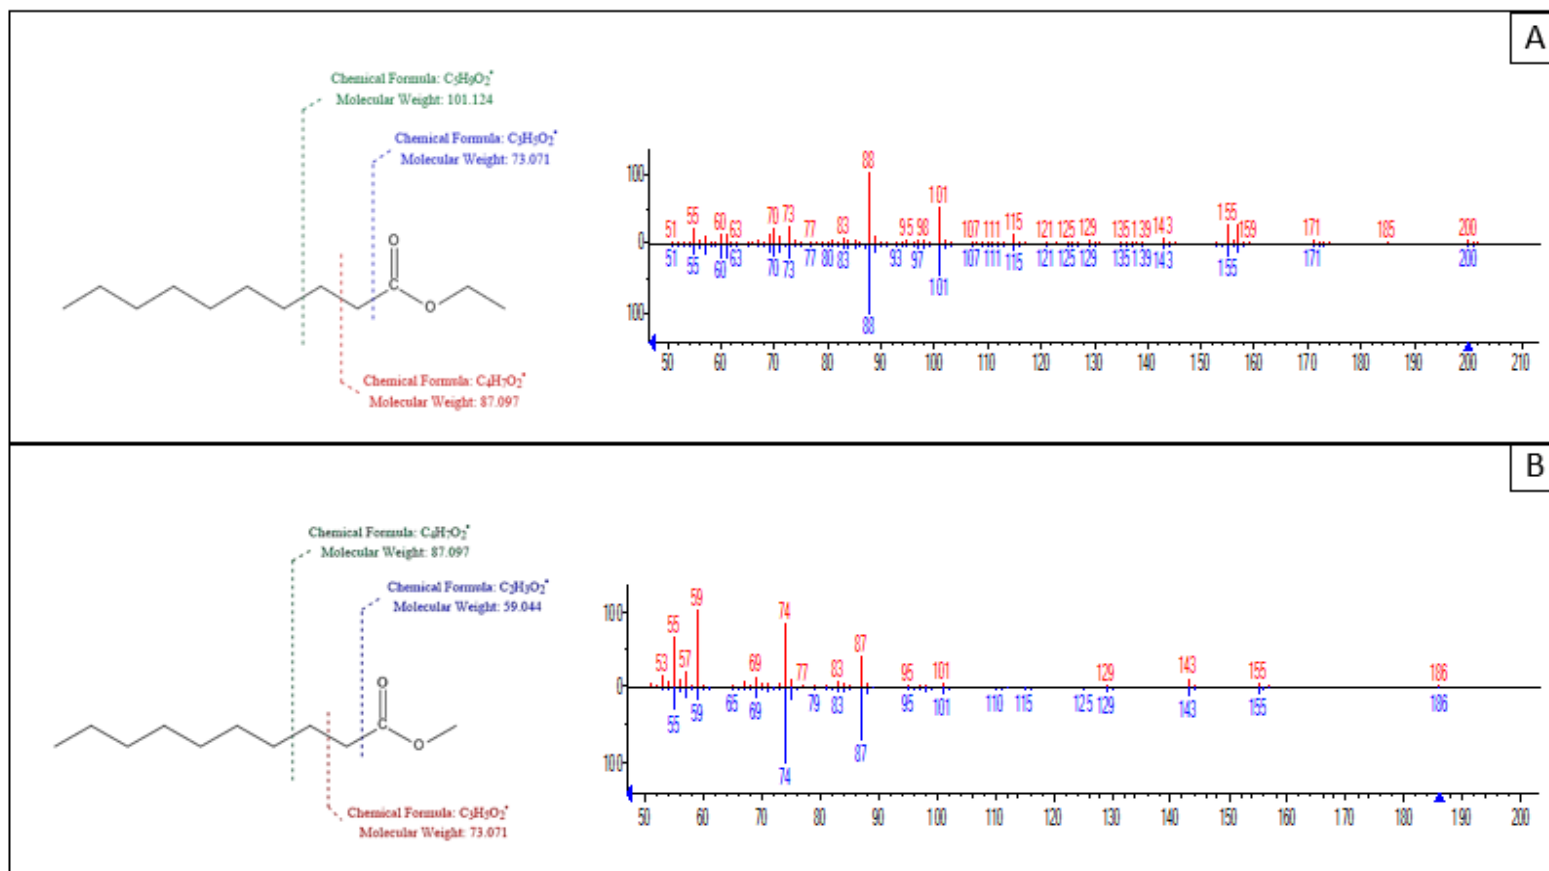 A
Chemical Formula: C5H9O2+
Molecular Weight: 101.124
Chemical Formula: C3H5O2+
Molecular Weight: 73.071
O
O
Chemical Formula: C4H7O2+
Molecular Weight: 87.097
100
0
100
51 55 60 63 70 73 77 83 88 95 98 101 107 111 115 121 125 129 135 139 143 155 159 171 185 200
51 55 60 63 70 73 77 80 83 88 93 97 101 107 111 115 121 125 129 135 139 143 155 171 200
50 60 70 80 90 100 110 120 130 140 150 160 170 180 190 200 210
B
Chemical Formula: C4H7O2+
Molecular Weight: 87.097
Chemical Formula: C2H3O2+
Molecular Weight: 59.044
O
O
Chemical Formula: C3H5O2+
Molecular Weight: 73.071
100
0
100
53 55 57 59 69 74 77 83 87 95 101 129 143 155 186
55 59 65 69 74 79 83 87 95 101 110 115 125 129 143 155 186
50 60 70 80 90 100 110 120 130 140 150 160 170 180 190 200